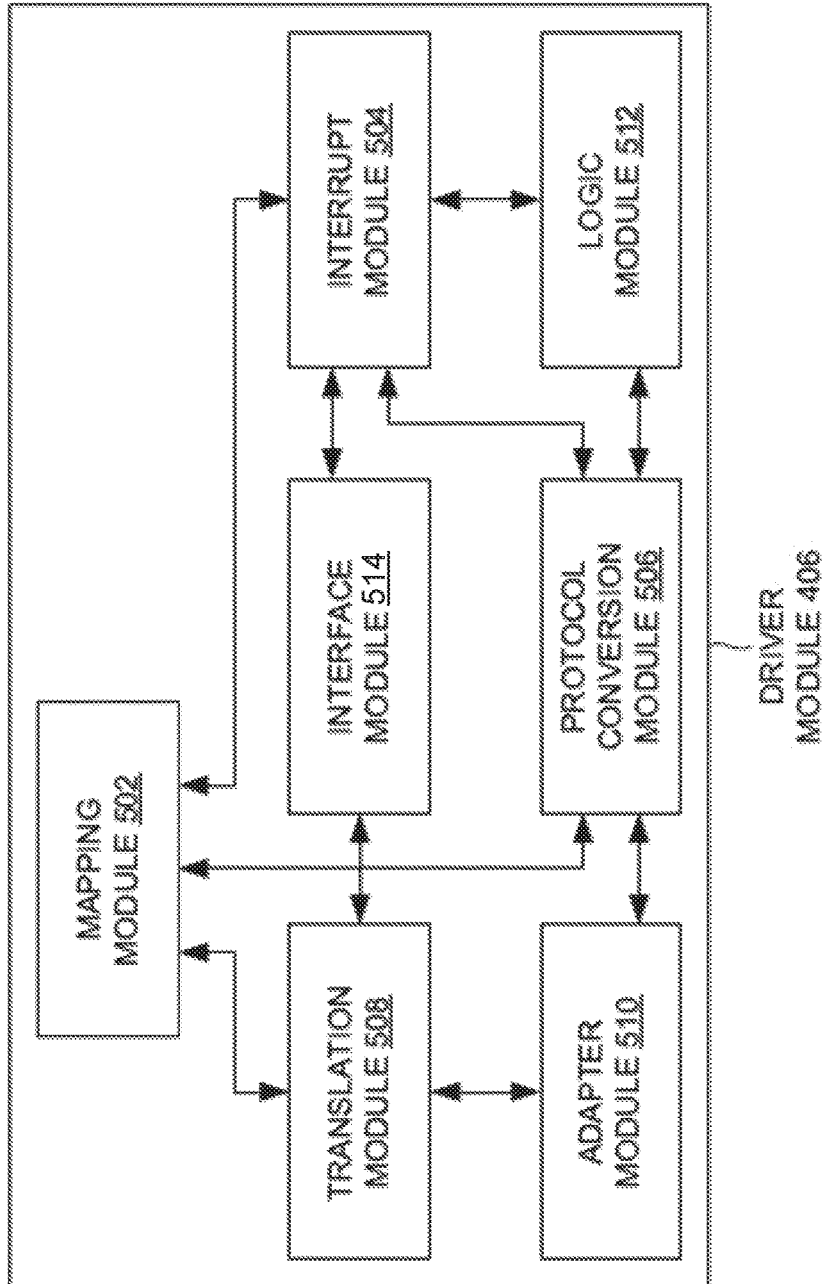 MAPPING
MODULE 502
TRANSLATION
MODULE 508
INTERFACE
MODULE 514
INTERRUPT
MODULE 504
ADAPTER
MODULE 510
PROTOCOL
CONVERSION
MODULE 506
LOGIC
MODULE 512
DRIVER
MODULE 406